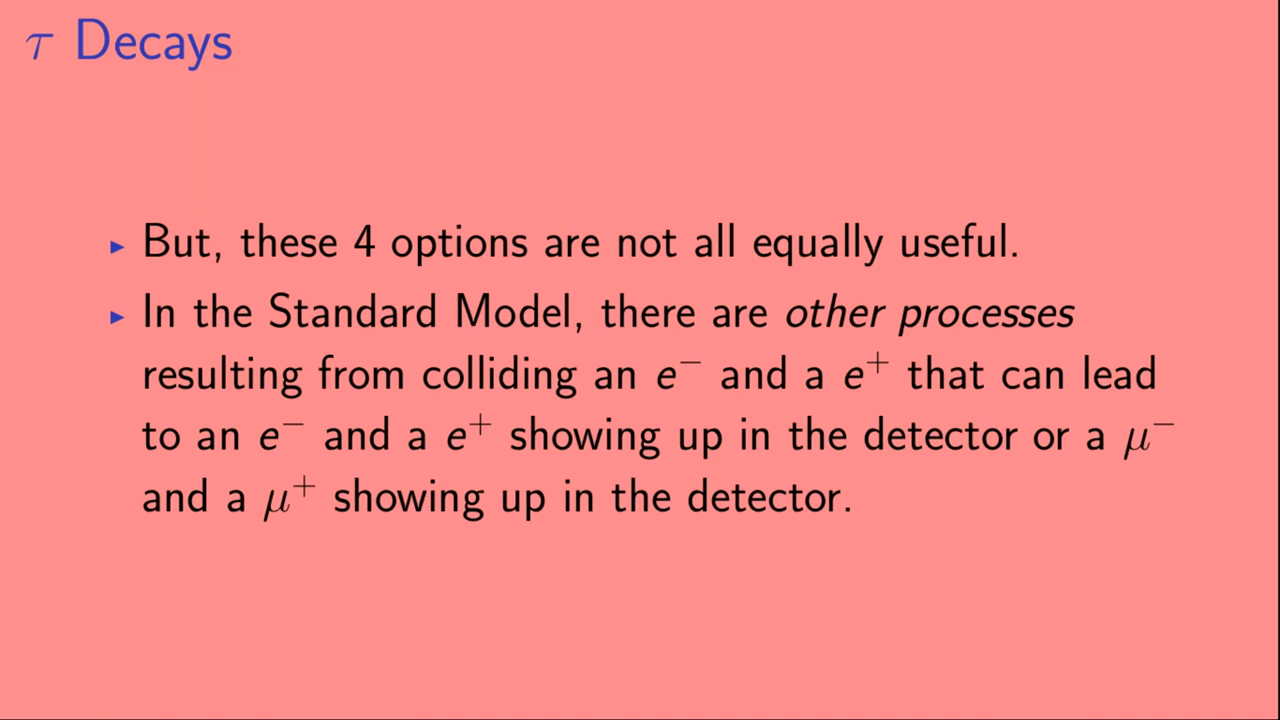 τ Decays
▸ But, these 4 options are not all equally useful.
▸ In the Standard Model, there are other processes
resulting from colliding an e⁻ and a e⁺ that can lead
to an e⁻ and a e⁺ showing up in the detector or a μ⁻
and a μ⁺ showing up in the detector.